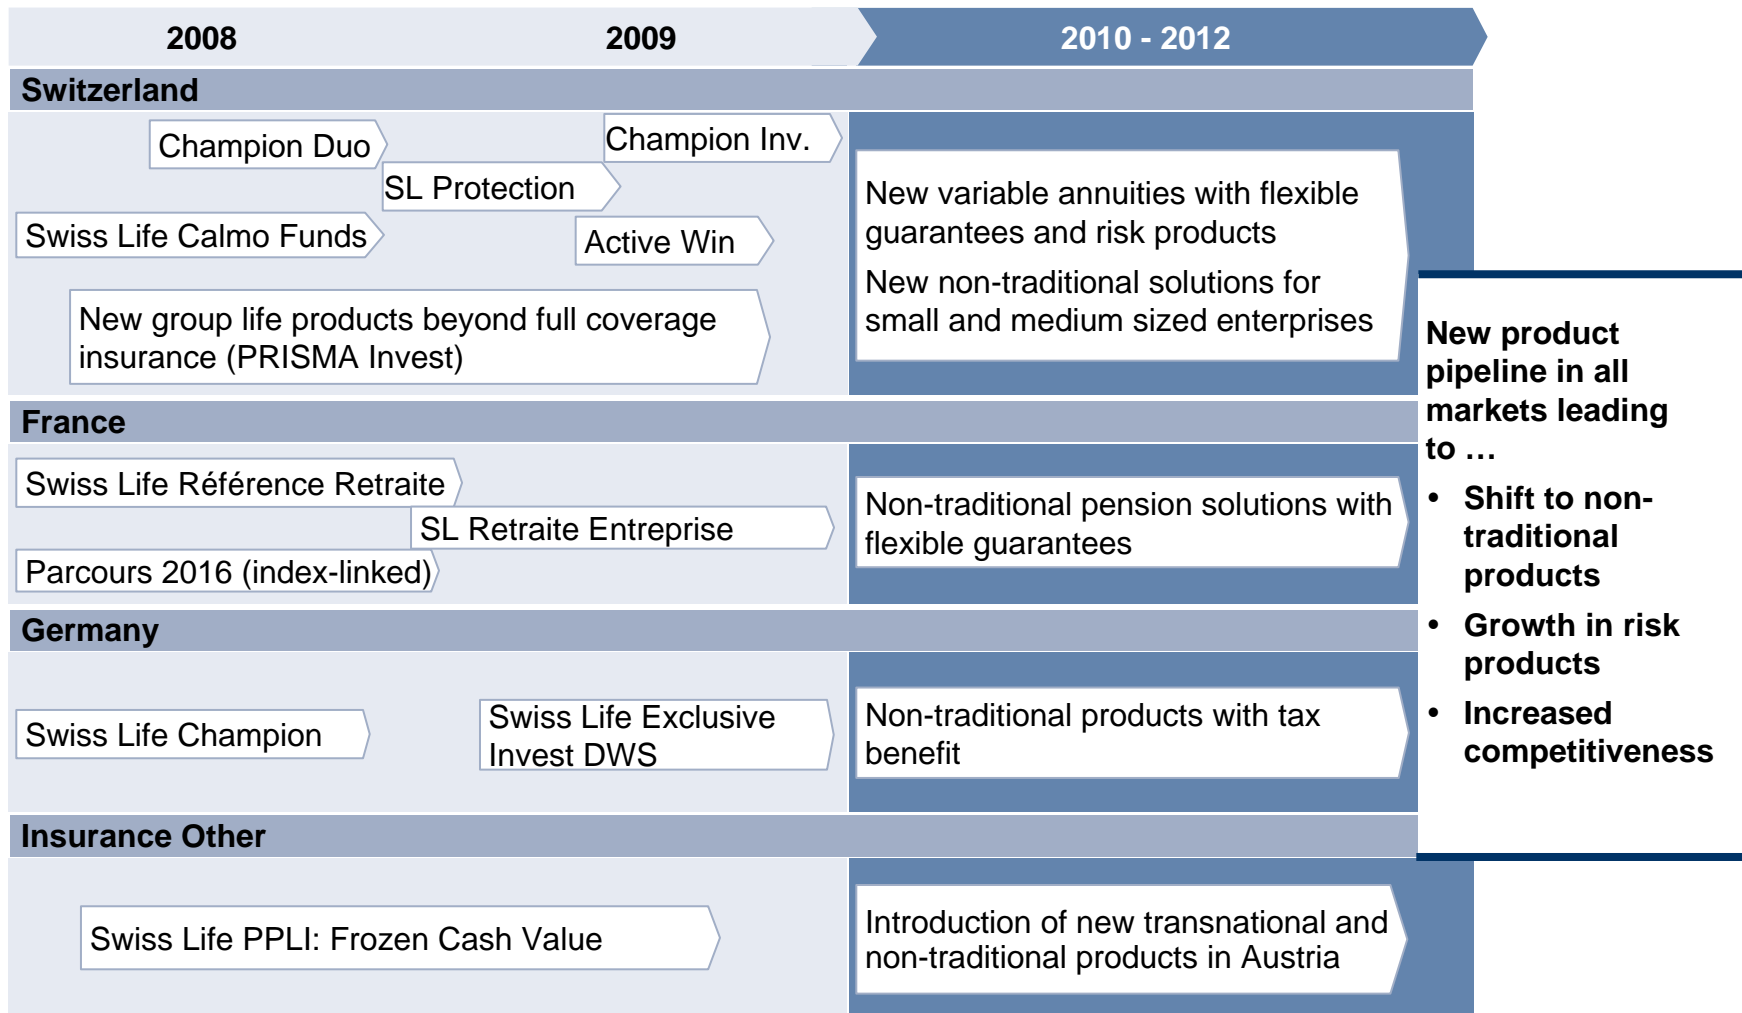 2008
2009
2010 - 2012
Switzerland
Champion Duo
Champion Inv.
SL Protection
Swiss Life Calmo Funds
Active Win
New group life products beyond full coverage
insurance (PRISMA Invest)
New variable annuities with flexible
guarantees and risk products
New non-traditional solutions for
small and medium sized enterprises
France
Swiss Life Référence Retraite
SL Retraite Entreprise
Parcours 2016 (index-linked)
Non-traditional pension solutions with
flexible guarantees
Germany
Swiss Life Champion
Swiss Life Exclusive
Invest DWS
Non-traditional products with tax
benefit
Insurance Other
Swiss Life PPLI: Frozen Cash Value
Introduction of new transnational and
non-traditional products in Austria
New product
pipeline in all
markets leading
to …
• Shift to non-
traditional
products
• Growth in risk
products
• Increased
competitiveness